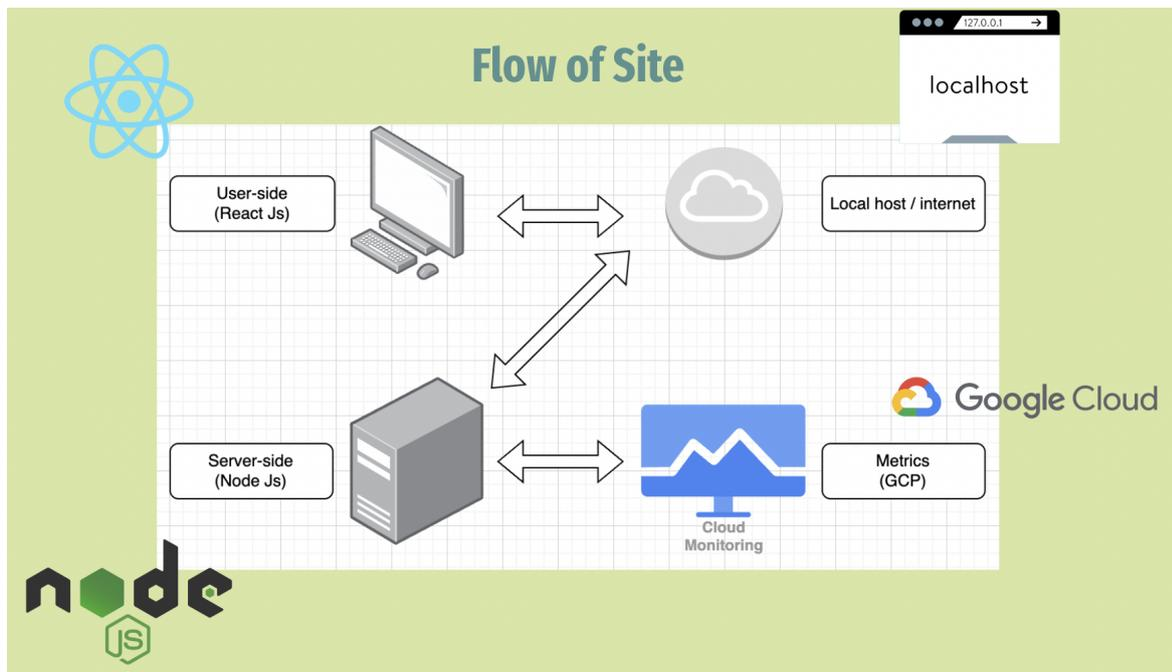 Flow of Site
127.0.0.1
localhost
User-side
(React Js)
Local host / internet
Google Cloud
Server-side
(Node Js)
Metrics
(GCP)
Cloud
Monitoring
node
JS